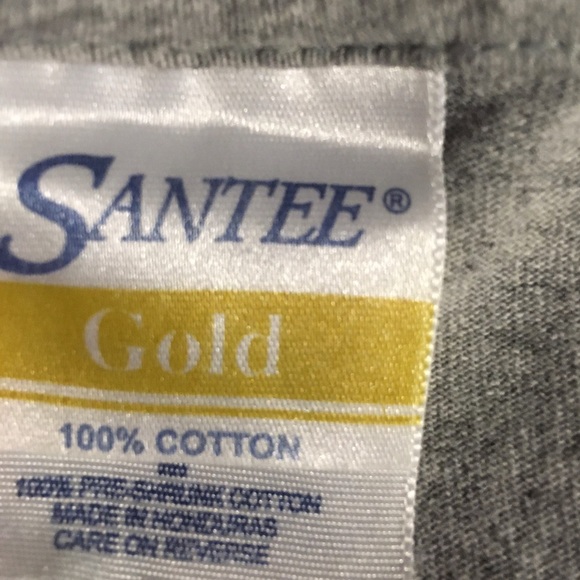 SANTEE®
Gold
100% COTTON
100% PRE-SHRUNK COTTON
MADE IN HONDURAS
CARE ON REVERSE